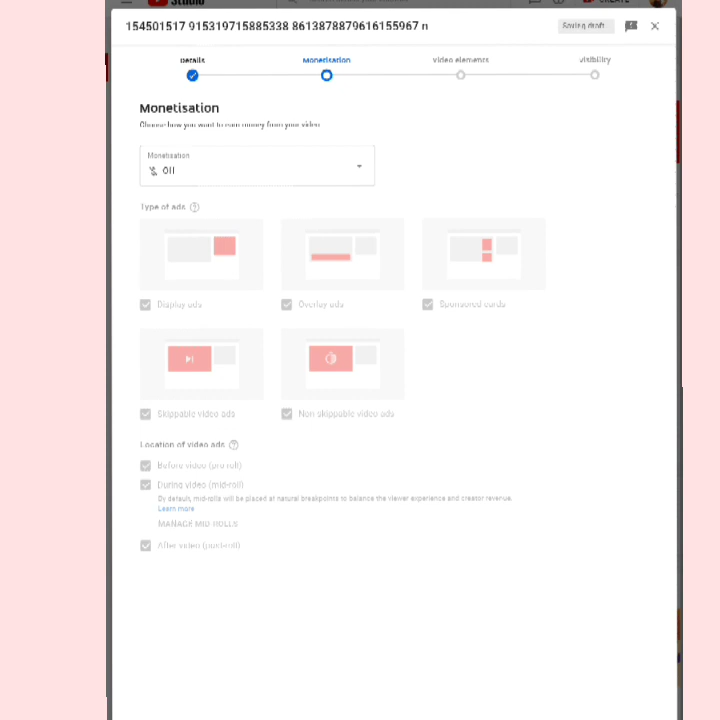 Studio
CREATE
154501517 915319715885338 8613878879616155967 n
Saving draft
Details
Monetisation
Video elements
Visibility
Monetisation
Choose how you want to earn money from your video
Monetisation
Off
Type of ads
Display ads
Overlay ads
Sponsored cards
Skippable video ads
Non skippable video ads
Location of video ads
Before video (pre roll)
During video (mid-roll)
By default, mid-rolls will be placed at natural breakpoints to balance the viewer experience and creator revenue.
Learn more
MANAGE MID ROLLS
After video (post-roll)